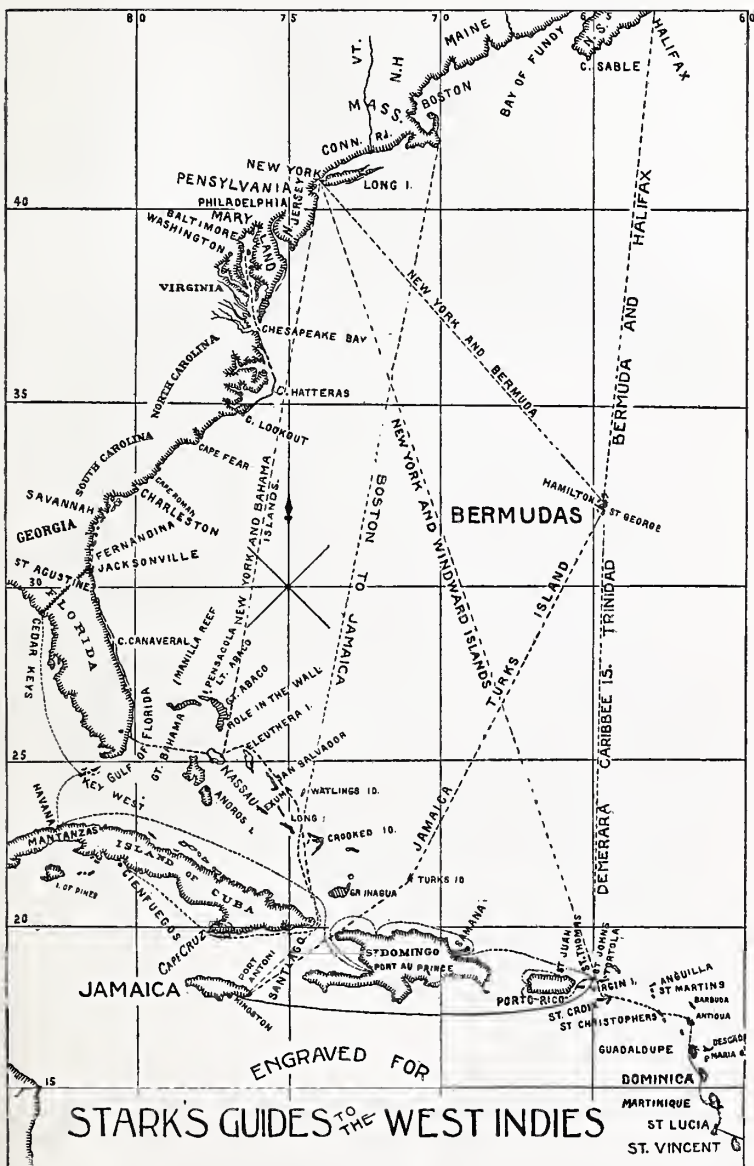 80
75
70
65
60
VT.
N.H
MAINE
BAY OF FUNDY
N.S.
HALIFAX
C. SABLE
MASS.
BOSTON
CONN.
R.I.
NEW YORK
LONG I.
PENSYLVANIA
PHILADELPHIA
N. JERSEY
40
MARY
LAND
BALTIMORE
WASHINGTON
VIRGINIA
CHESAPEAKE BAY
NEW YORK AND BERMUDA
BERMUDA AND HALIFAX
NORTH CAROLINA
C. HATTERAS
35
C. LOOKOUT
SOUTH CAROLINA
CAPE FEAR
CAPE ROMAN
SAVANNAH
CHARLESTON
GEORGIA
FERNANDINA
JACKSONVILLE
ST AGUSTINE
30
FLORIDA
NEW YORK AND BAHAMA
ISLANDS.
BOSTON TO JAMAICA
NEW YORK AND WINDWARD ISLANDS
BERMUDAS
HAMILTON
ST GEORGE
JAMAICA TURKS ISLAND
DEMERARA CARIBBEE IS. TRINIDAD
C. CANAVERAL
CEDAR KEYS
MANILLA REEF
PENSACOLA
LT. ABACO
GT. ABACO
HOLE IN THE WALL
ELEUTHERA I.
SAN SALVADOR
GULF OF FLORIDA
GT. BAHAMA
25
NASSAU
EXUMA
WATLINGS ID.
ANDROS I.
LONG I
CROOKED ID.
KEY WEST
HAVANA
MANTANZAS
ISLAND OF CUBA
I. OF PINES
CIENFUEGOS
GR INAGUA
TURKS ID
20
CAPE CRUZ
SANTIAGO
ST DOMINGO
PORT AU PRINCE
SAMANA
ST JUAN
ST. THOMAS
ST JOHNS
TORTOLA
VIRGIN I.
JAMAICA
PORT ANTONI
KINGSTON
PORTO-RICO
ST. CROIX
ST CHRISTOPHERS
ANGUILLA
ST MARTINS
BARBUDA
ANTIGUA
GUADALUPE
DESEADA
MARIA G.
DOMINICA
15
MARTINIQUE
ST LUCIA
ST. VINCENT
ENGRAVED FOR
STARK'S GUIDES TO THE WEST INDIES